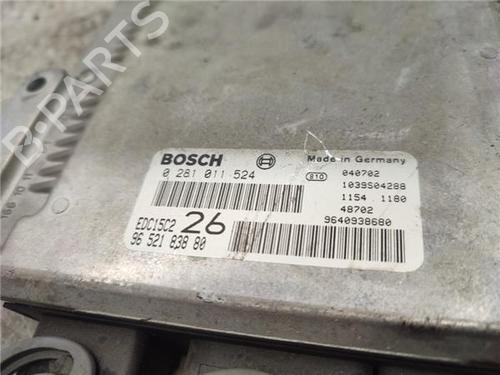 B-PARTS
BOSCH
Made in Germany
0 281 011 524
810
040702
1039S04288
1154 1180
48702
9640938680
EDC15C2
26
96 521 838 80